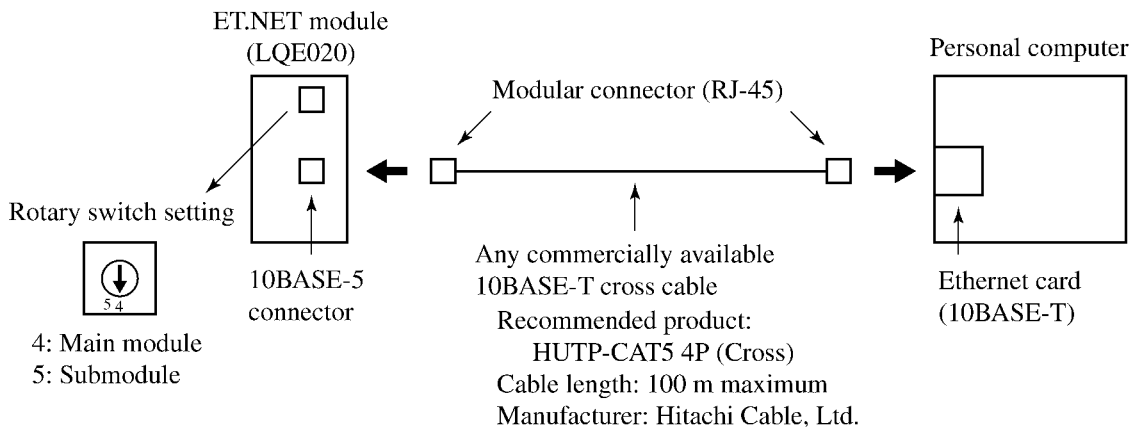 ET.NET module
(LQE020)
Personal computer
Modular connector (RJ-45)
Rotary switch setting
5 4
4: Main module
5: Submodule
10BASE-5
connector
Any commercially available
10BASE-T cross cable
Recommended product:
HUTP-CAT5 4P (Cross)
Cable length: 100 m maximum
Manufacturer: Hitachi Cable, Ltd.
Ethernet card
(10BASE-T)